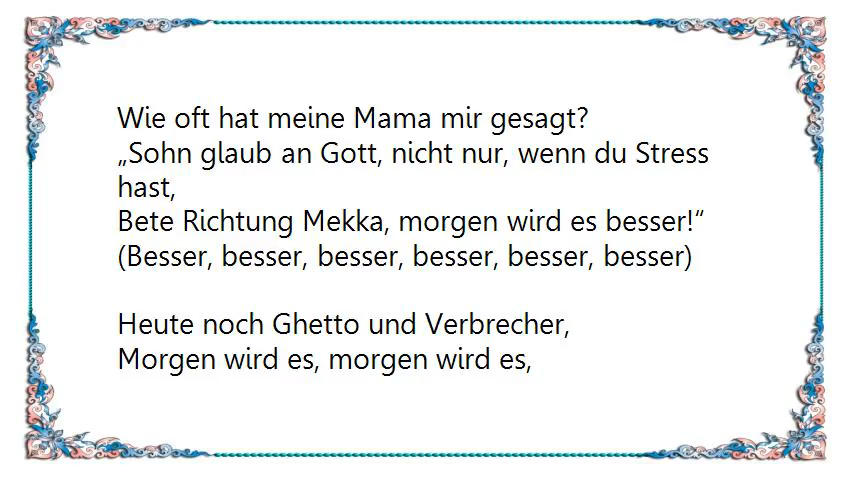 Wie oft hat meine Mama mir gesagt?
„Sohn glaub an Gott, nicht nur, wenn du Stress
hast,
Bete Richtung Mekka, morgen wird es besser!“
(Besser, besser, besser, besser, besser, besser)
Heute noch Ghetto und Verbrecher,
Morgen wird es, morgen wird es,